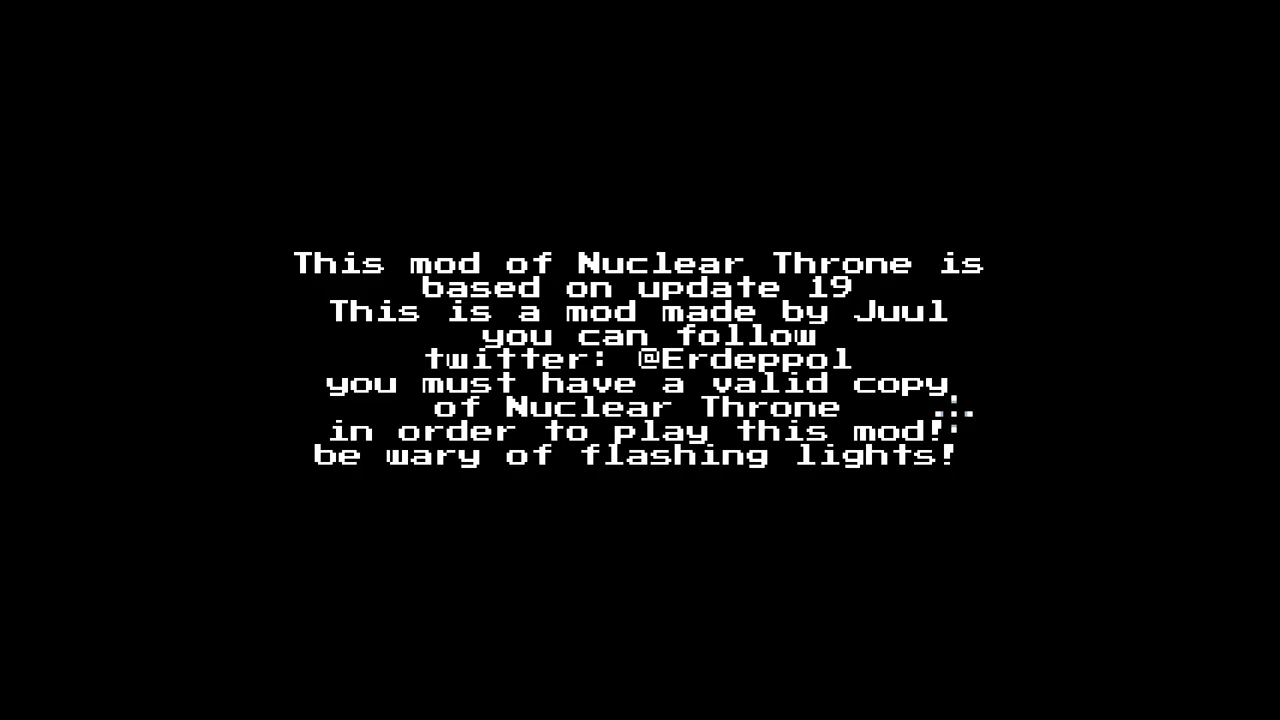 This mod of Nuclear Throne is
based on update 19
This is a mod made by Juul
you can follow
twitter: @Erdeppol
you must have a valid copy
of Nuclear Throne
in order to play this mod!
be wary of flashing lights!